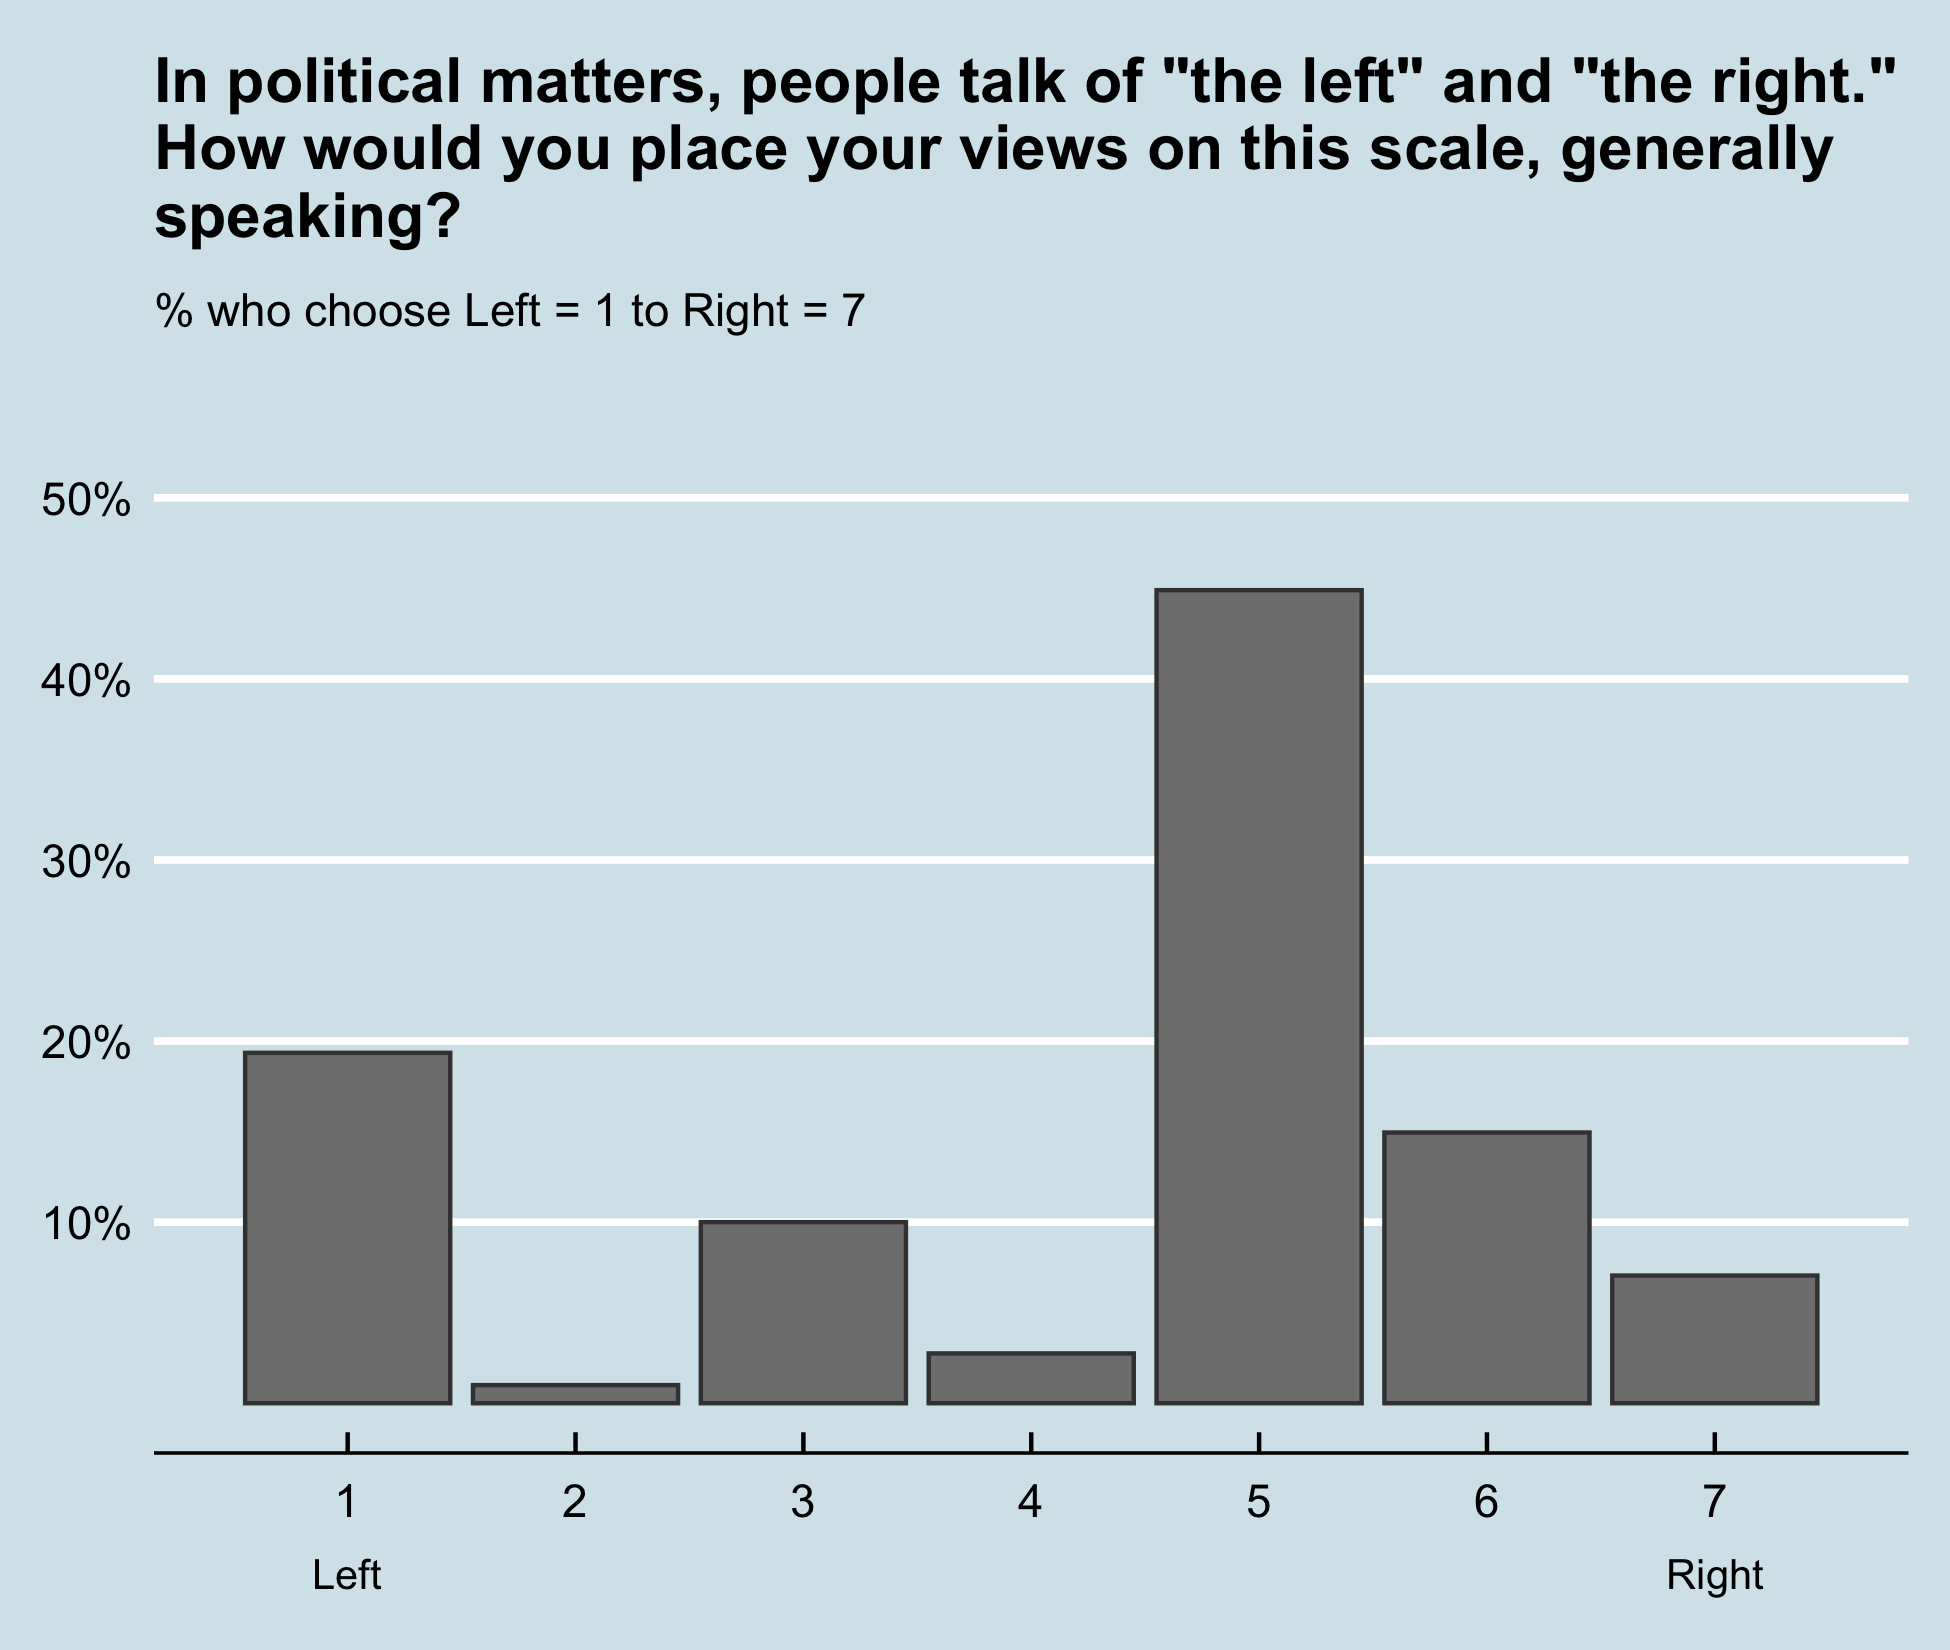 In political matters, people talk of "the left" and "the right."
How would you place your views on this scale, generally
speaking?
% who choose Left = 1 to Right = 7
50%
40%
30%
20%
10%
1 2 3 4 5 6 7
Left Right